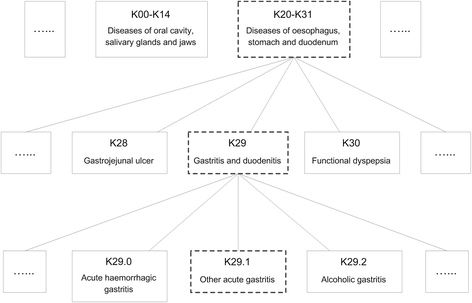 ......
K00-K14
Diseases of oral cavity,
salivary glands and jaws
K20-K31
Diseases of oesophagus,
stomach and duodenum
......
......
K28
Gastrojejunal ulcer
K29
Gastritis and duodenitis
K30
Functional dyspepsia
......
......
K29.0
Acute haemorrhagic
gastritis
K29.1
Other acute gastritis
K29.2
Alcoholic gastritis
......